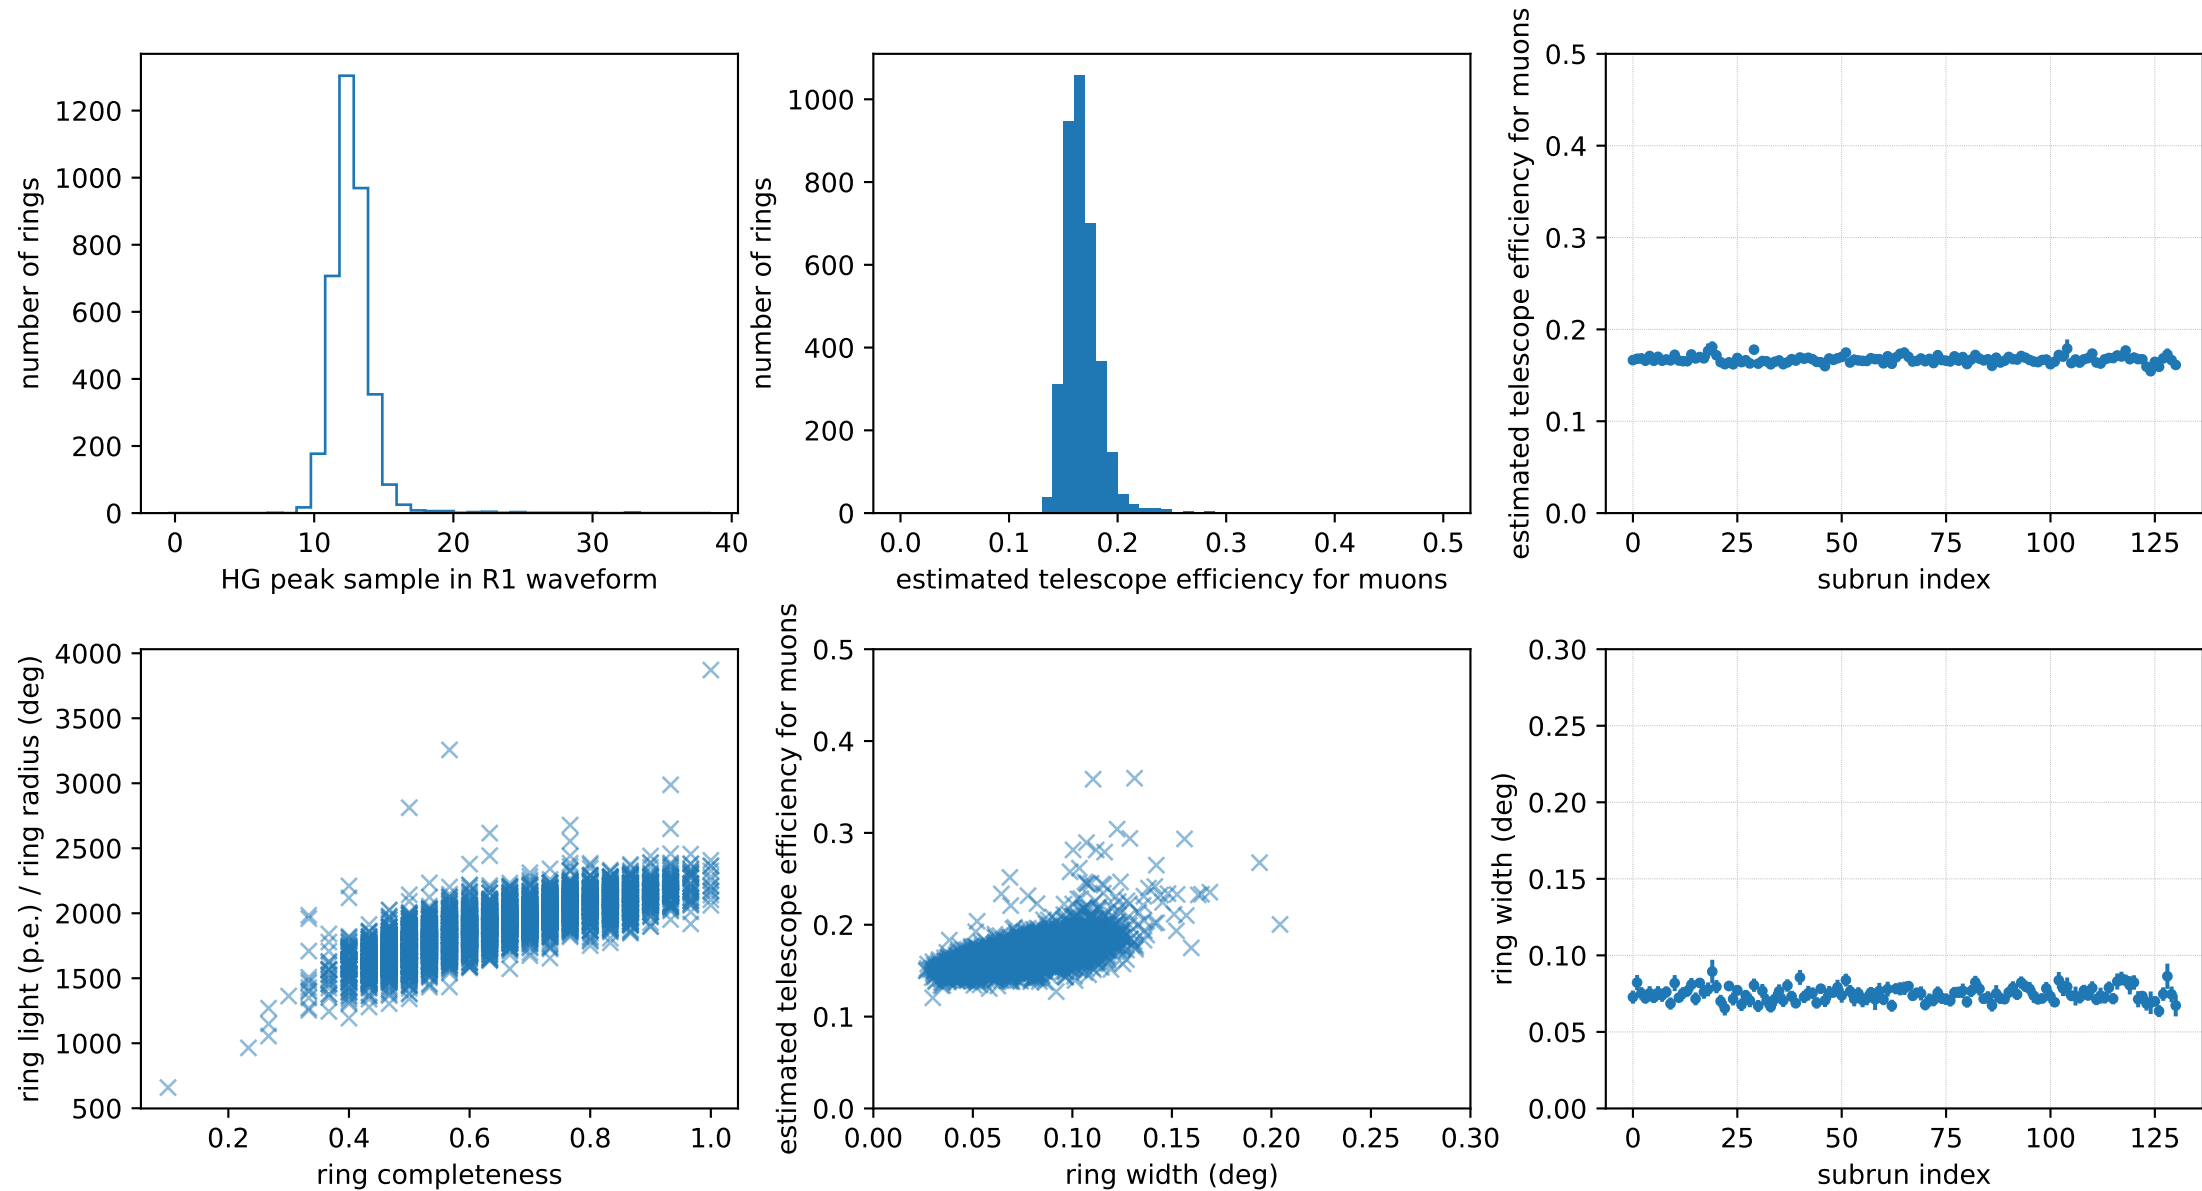 number of rings
1200
1000
800
600
400
200
0
0 10 20 30 40
HG peak sample in R1 waveform
number of rings
1000
800
600
400
200
0
0.0 0.1 0.2 0.3 0.4 0.5
estimated telescope efficiency for muons
estimated telescope efficiency for muons
0.5
0.4
0.3
0.2
0.1
0.0
0 25 50 75 100 125
subrun index
ring light (p.e.) / ring radius (deg)
4000
3500
3000
2500
2000
1500
1000
500
0.2 0.4 0.6 0.8 1.0
ring completeness
estimated telescope efficiency for muons
0.5
0.4
0.3
0.2
0.1
0.0
0.00 0.05 0.10 0.15 0.20 0.25 0.30
ring width (deg)
ring width (deg)
0.30
0.25
0.20
0.15
0.10
0.05
0.00
0 25 50 75 100 125
subrun index